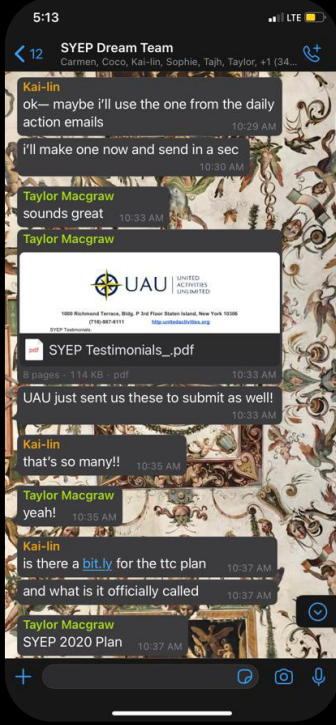 5:13
LTE
12
SYEP Dream Team
Carmen, Coco, Kai-lin, Sophie, Tajh, Taylor, +1 (34...
Kai-lin
ok— maybe i'll use the one from the daily
action emails
10:29 AM
i'll make one now and send in a sec
10:30 AM
Taylor Macgraw
sounds great
10:33 AM
Taylor Macgraw
UAU
UNITED
ACTIVITIES
UNLIMITED
1000 Richmond Terrace, Bldg. P 3rd Floor Staten Island, New York 10306
http:unitedactivities.org
SYEP Testimonials:
pdf
SYEP Testimonials_.pdf
8 pages · 114 KB · pdf
10:33 AM
UAU just sent us these to submit as well!
10:33 AM
Kai-lin
that's so many!!
10:35 AM
Taylor Macgraw
yeah!
10:35 AM
Kai-lin
is there a bit.ly for the ttc plan
10:37 AM
and what is it officially called
10:37 AM
Taylor Macgraw
SYEP 2020 Plan
10:37 AM